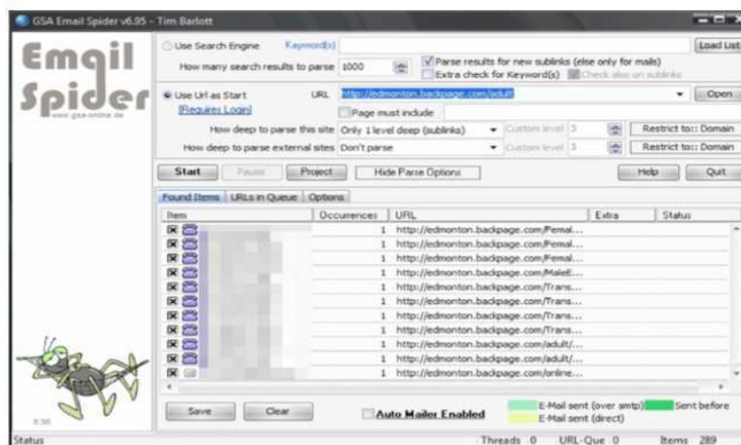 GSA Email Spider v6.95 - Tim Barlott
Email
Spider
www.gsa-online.de
Use Search Engine Keyword(s) Load List
How many search results to parse 1000 Parse results for new sublinks (else only for mails)
Extra check for Keyword(s) Check also on sublinks
Use Url as Start URL http://edmonton.backpage.com/adult Open
[Requires Login] Page must include
How deep to parse this site Only 1 level deep (sublinks) Custom level 3 Restrict to:: Domain
How deep to parse external sites Don't parse Custom level 3 Restrict to:: Domain
Start Pause Project Hide Parse Options Help Quit
Found Items URLs in Queue Options
Item Occurrences URL Extra Status
1 http://edmonton.backpage.com/Femal...
1 http://edmonton.backpage.com/Femal...
1 http://edmonton.backpage.com/Femal...
1 http://edmonton.backpage.com/MaleE...
1 http://edmonton.backpage.com/Trans...
1 http://edmonton.backpage.com/Trans...
1 http://edmonton.backpage.com/Trans...
1 http://edmonton.backpage.com/Trans...
1 http://edmonton.backpage.com/adult/...
1 http://edmonton.backpage.com/adult/...
1 http://edmonton.backpage.com/online...
Save Clear Auto Mailer Enabled E-Mail sent (over smtp) Sent before
E-Mail sent (direct)
Status Threads 0 URL-Que 0 Items 289